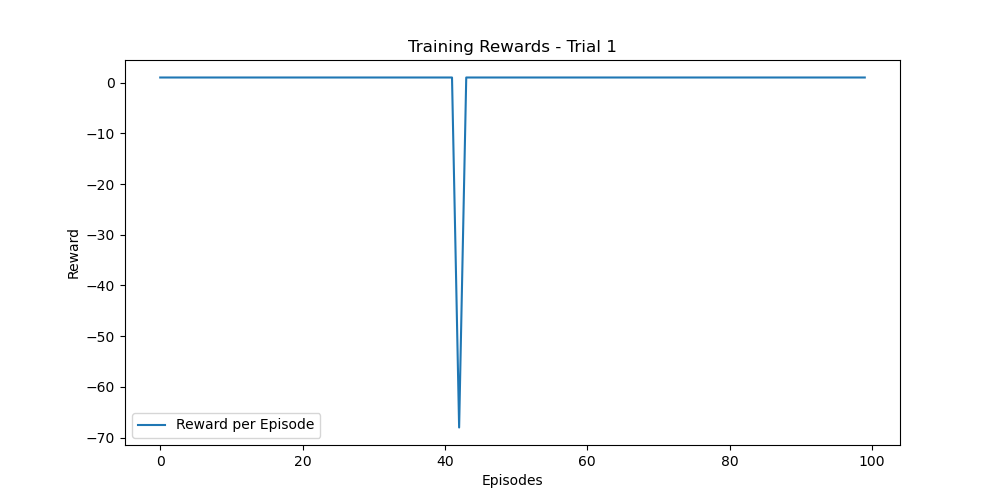 Training Rewards - Trial 1
0
−10
−20
−30
−40
−50
−60
−70
Reward
Reward per Episode
0 20 40 60 80 100
Episodes